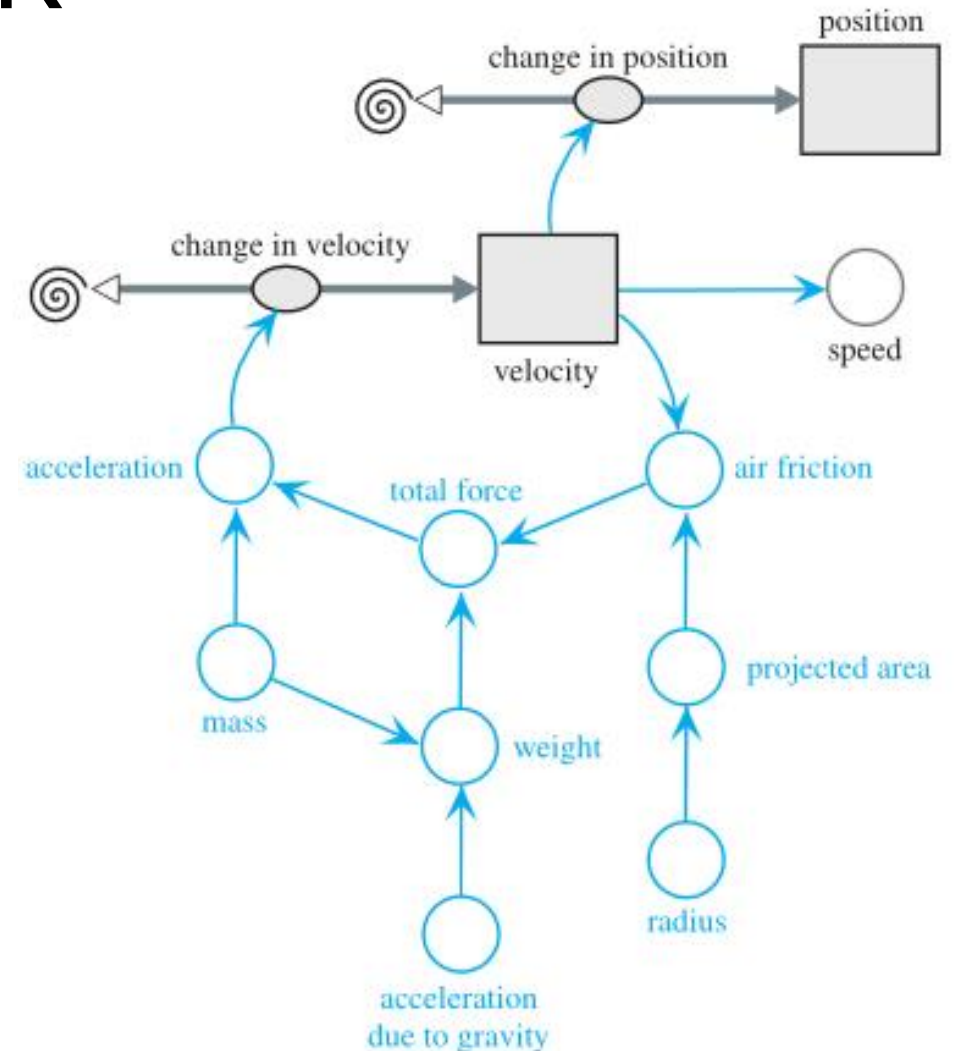 position
change in position
change in velocity
velocity
speed
acceleration
total force
air friction
mass
weight
projected area
radius
acceleration
due to gravity